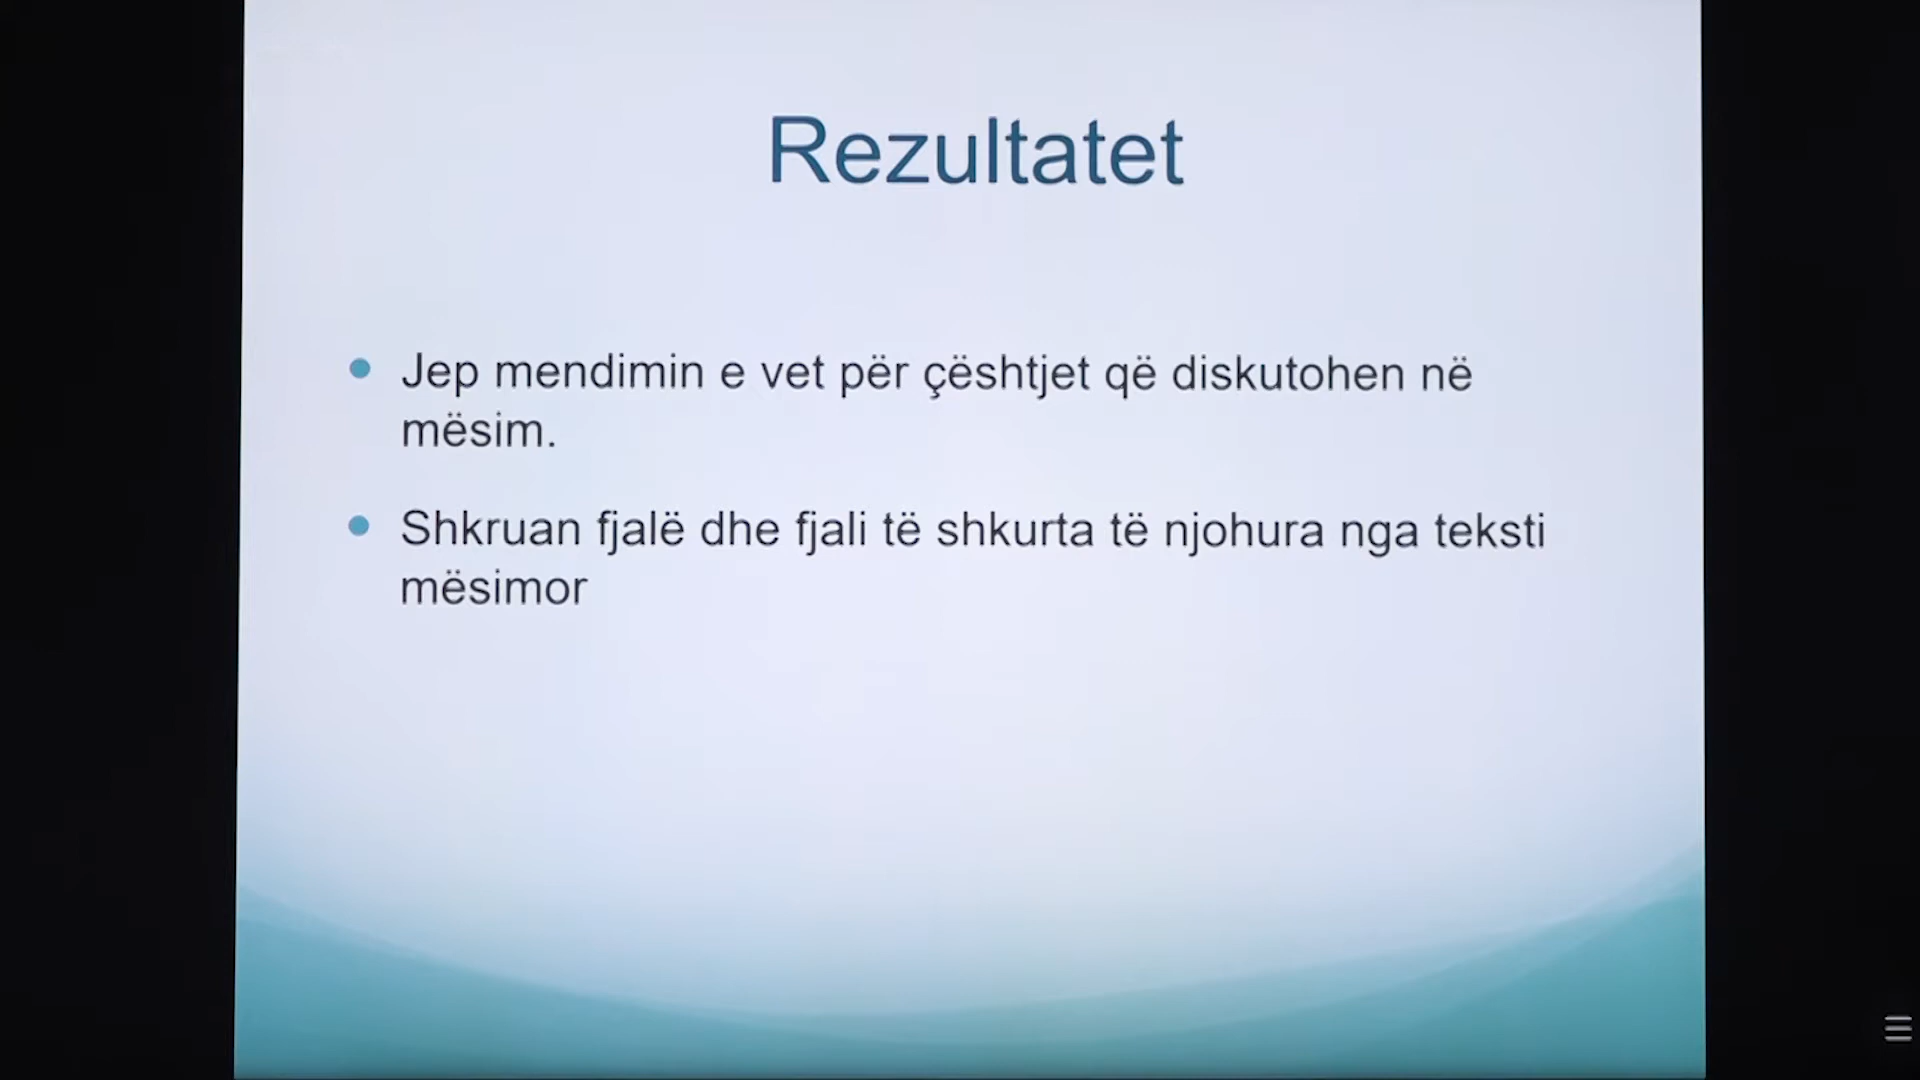 Rezultatet
Jep mendimin e vet për çështjet që diskutohen në
mësim.
Shkruan fjalë dhe fjali të shkurta të njohura nga teksti
mësimor